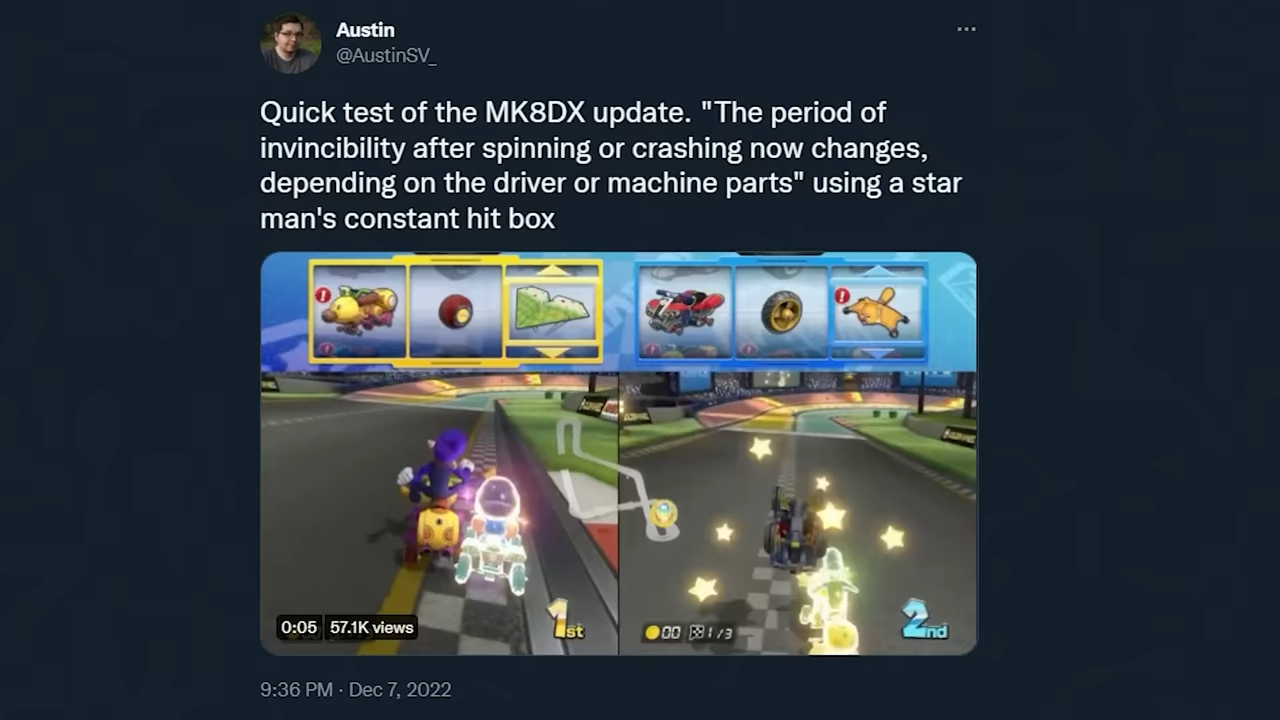 Austin
@AustinSV_
Quick test of the MK8DX update. "The period of
invincibility after spinning or crashing now changes,
depending on the driver or machine parts" using a star
man's constant hit box
0:05 57.1K views
1st
00 1/3
2nd
9:36 PM · Dec 7, 2022